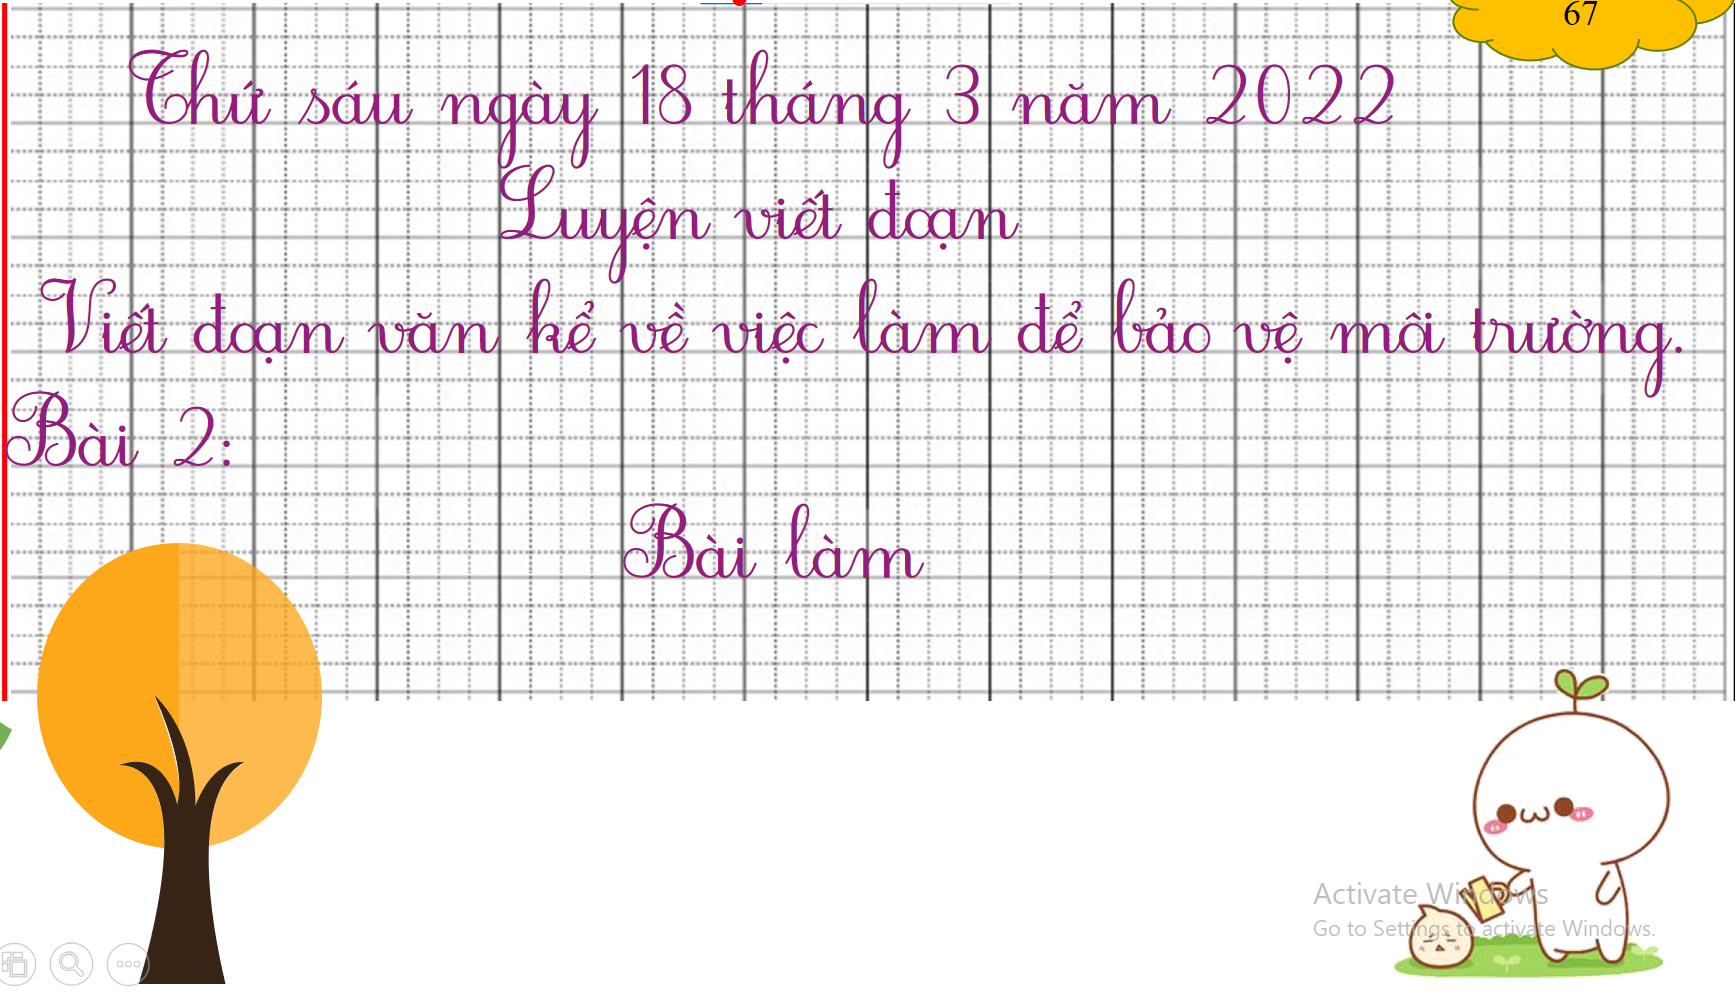 67
Thứ sáu ngày 18 tháng 3 năm 2022
Luyện viết đoạn
Viết đoạn văn kể về việc làm để bảo vệ môi trường.
Bài 2:
Bài làm
Activate Windows
Go to Settings to activate Windows.